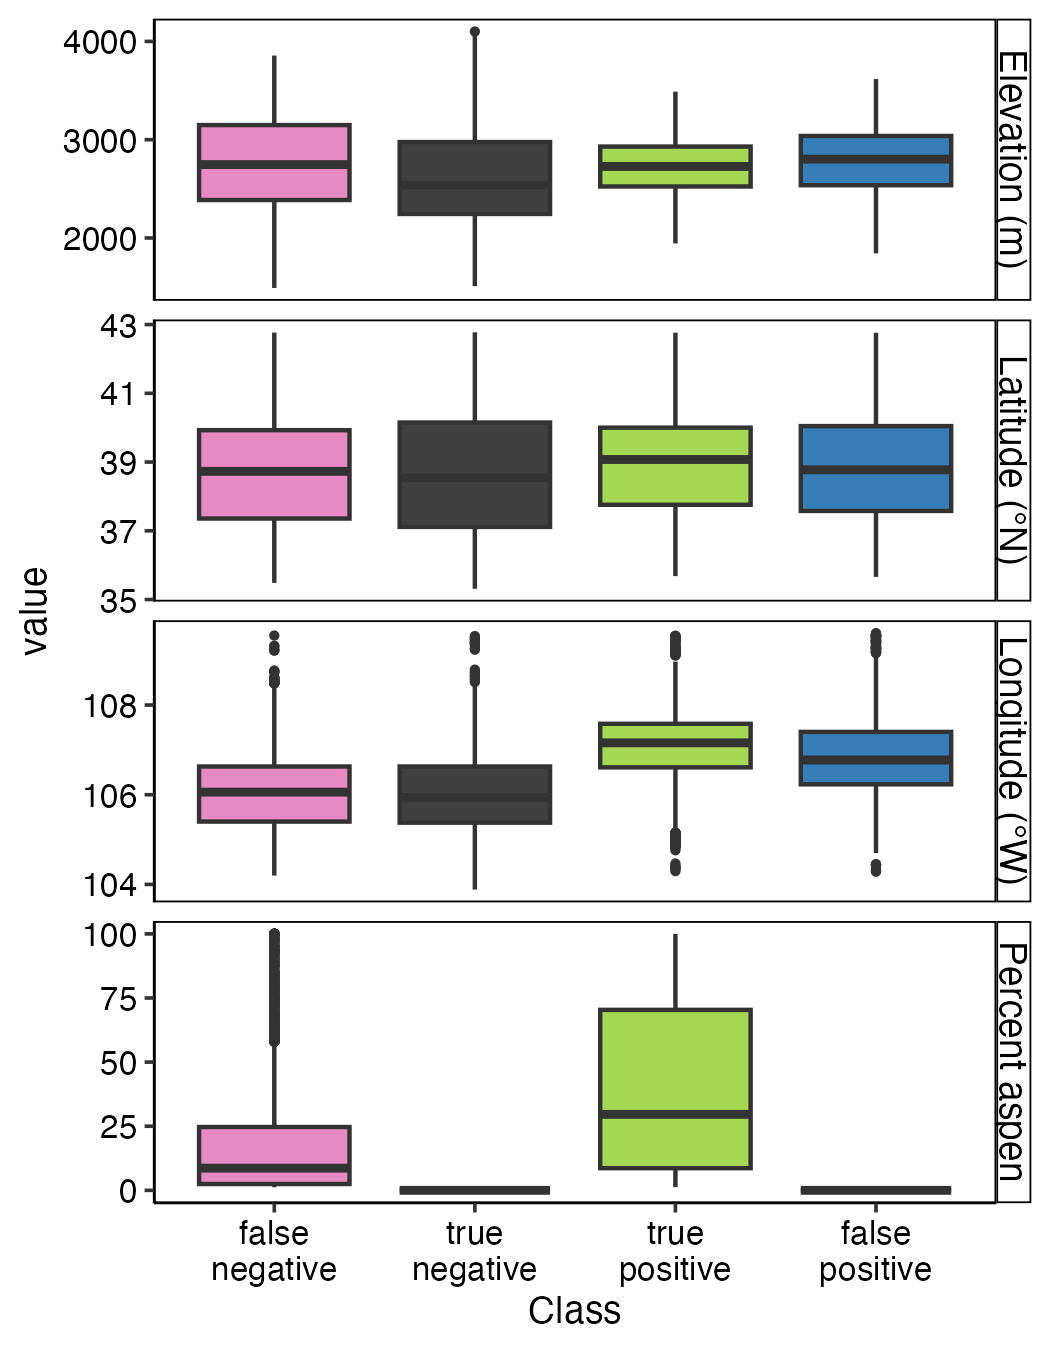 4000
3000
2000
Elevation (m)
43
41
39
37
35
Latitude (°N)
value
108
106
104
Longitude (°W)
100
75
50
25
0
Percent aspen
false
negative
true
negative
true
positive
false
positive
Class